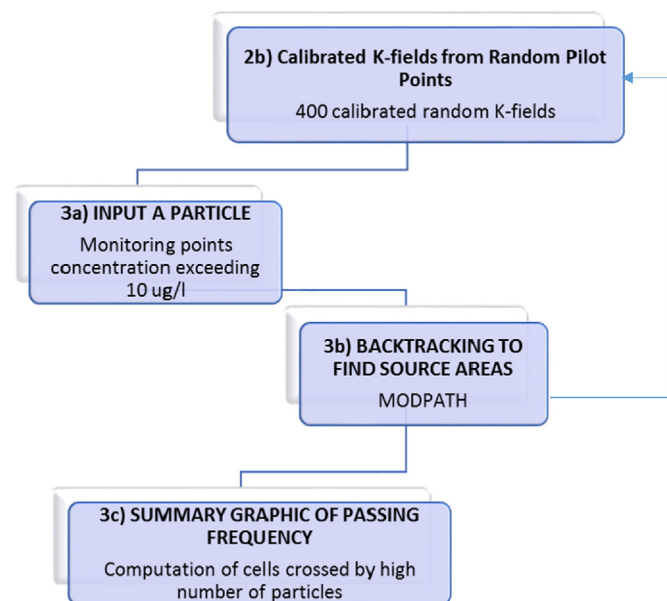 2b) Calibrated K-fields from Random Pilot
Points
400 calibrated random K-fields
3a) INPUT A PARTICLE
Monitoring points
concentration exceeding
10 ug/l
3b) BACKTRACKING TO
FIND SOURCE AREAS
MODPATH
3c) SUMMARY GRAPHIC OF PASSING
FREQUENCY
Computation of cells crossed by high
number of particles